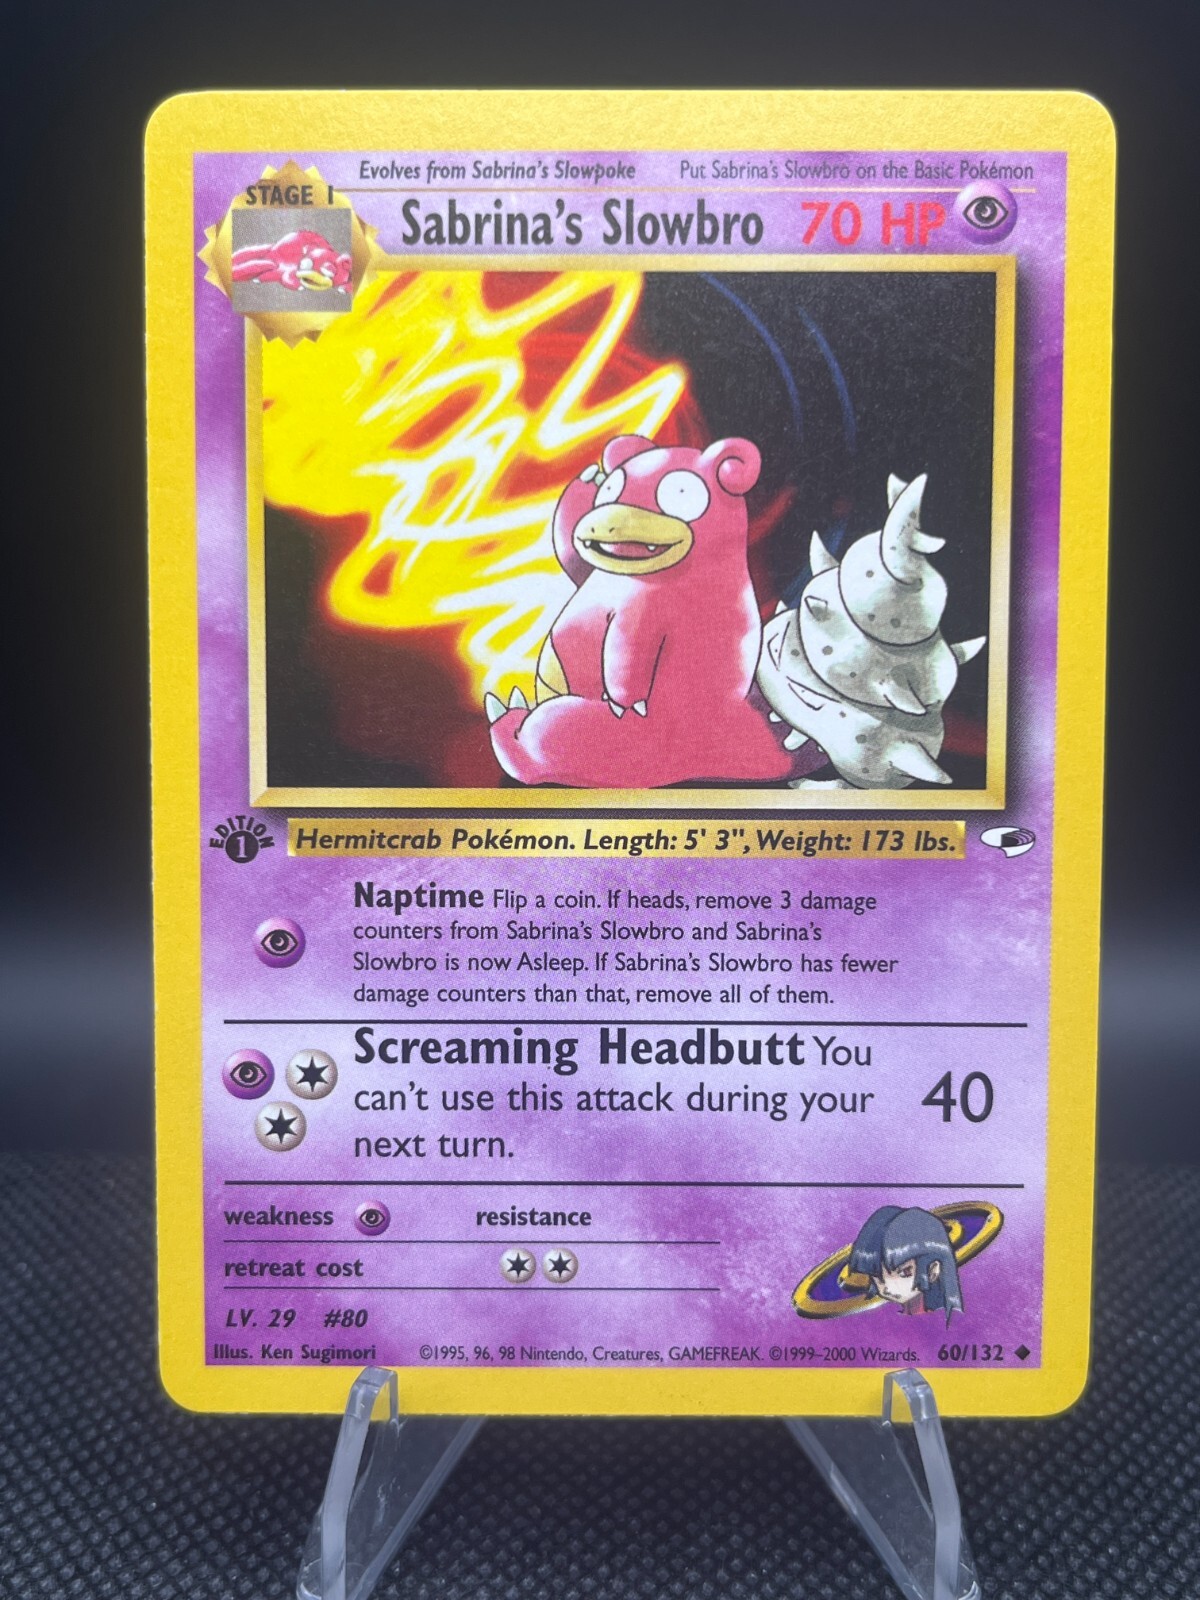 Evolves from Sabrina's Slowpoke Put Sabrina's Slowbro on the Basic Pokémon
STAGE 1
Sabrina's Slowbro 70 HP
EDITION
1
Hermitcrab Pokémon. Length: 5' 3", Weight: 173 lbs.
Naptime Flip a coin. If heads, remove 3 damage
counters from Sabrina's Slowbro and Sabrina's
Slowbro is now Asleep. If Sabrina's Slowbro has fewer
damage counters than that, remove all of them.
Screaming Headbutt You
can't use this attack during your
next turn.
40
weakness resistance
retreat cost
LV. 29 #80
Illus. Ken Sugimori ©1995, 96, 98 Nintendo, Creatures, GAMEFREAK. ©1999–2000 Wizards. 60/132